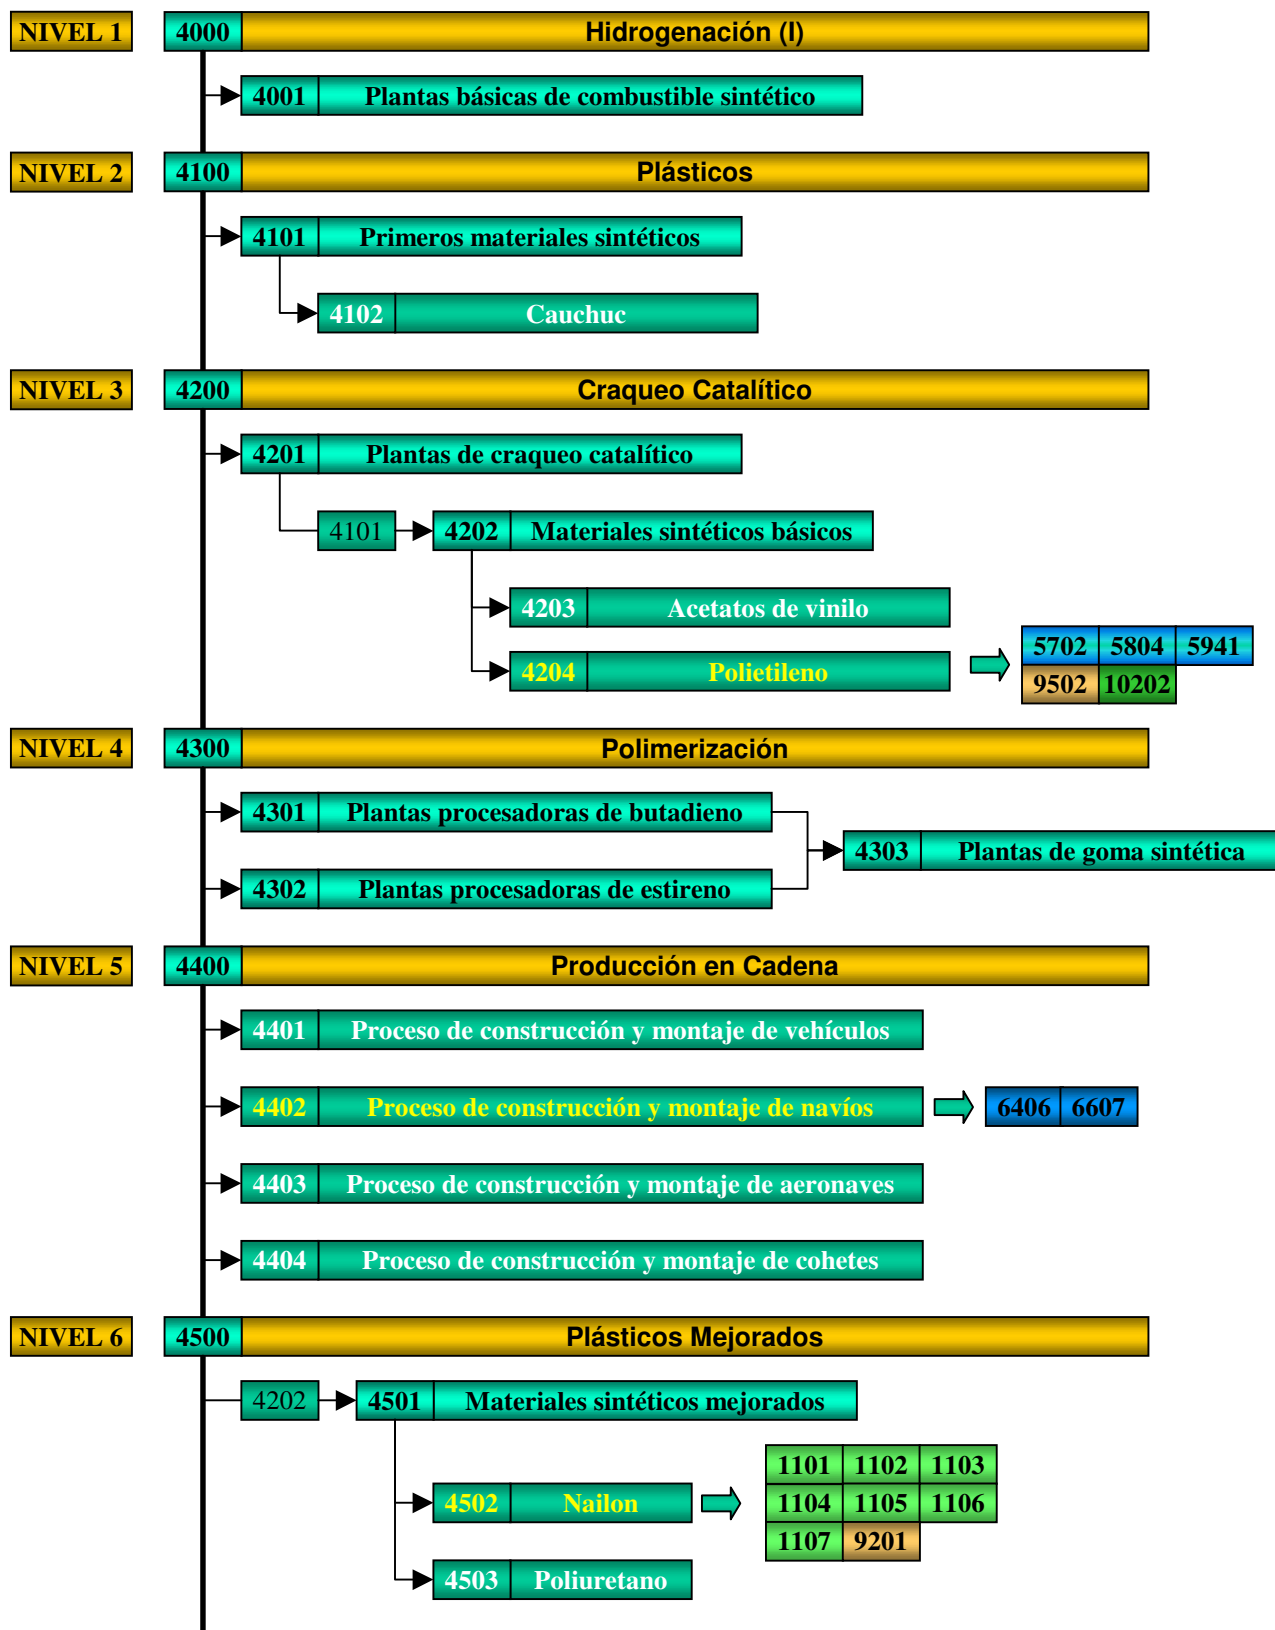 NIVEL 1 4000 Hidrogenación (I)
4001 Plantas básicas de combustible sintético
NIVEL 2 4100 Plásticos
4101 Primeros materiales sintéticos
4102 Cauchuc
NIVEL 3 4200 Craqueo Catalítico
4201 Plantas de craqueo catalítico
4101 4202 Materiales sintéticos básicos
4203 Acetatos de vinilo
4204 Polietileno
5702 5804 5941
9502 10202
NIVEL 4 4300 Polimerización
4301 Plantas procesadoras de butadieno
4303 Plantas de goma sintética
4302 Plantas procesadoras de estireno
NIVEL 5 4400 Producción en Cadena
4401 Proceso de construcción y montaje de vehículos
4402 Proceso de construcción y montaje de navíos 6406 6607
4403 Proceso de construcción y montaje de aeronaves
4404 Proceso de construcción y montaje de cohetes
NIVEL 6 4500 Plásticos Mejorados
4202 4501 Materiales sintéticos mejorados
4502 Nailon
1101 1102 1103
1104 1105 1106
1107 9201
4503 Poliuretano